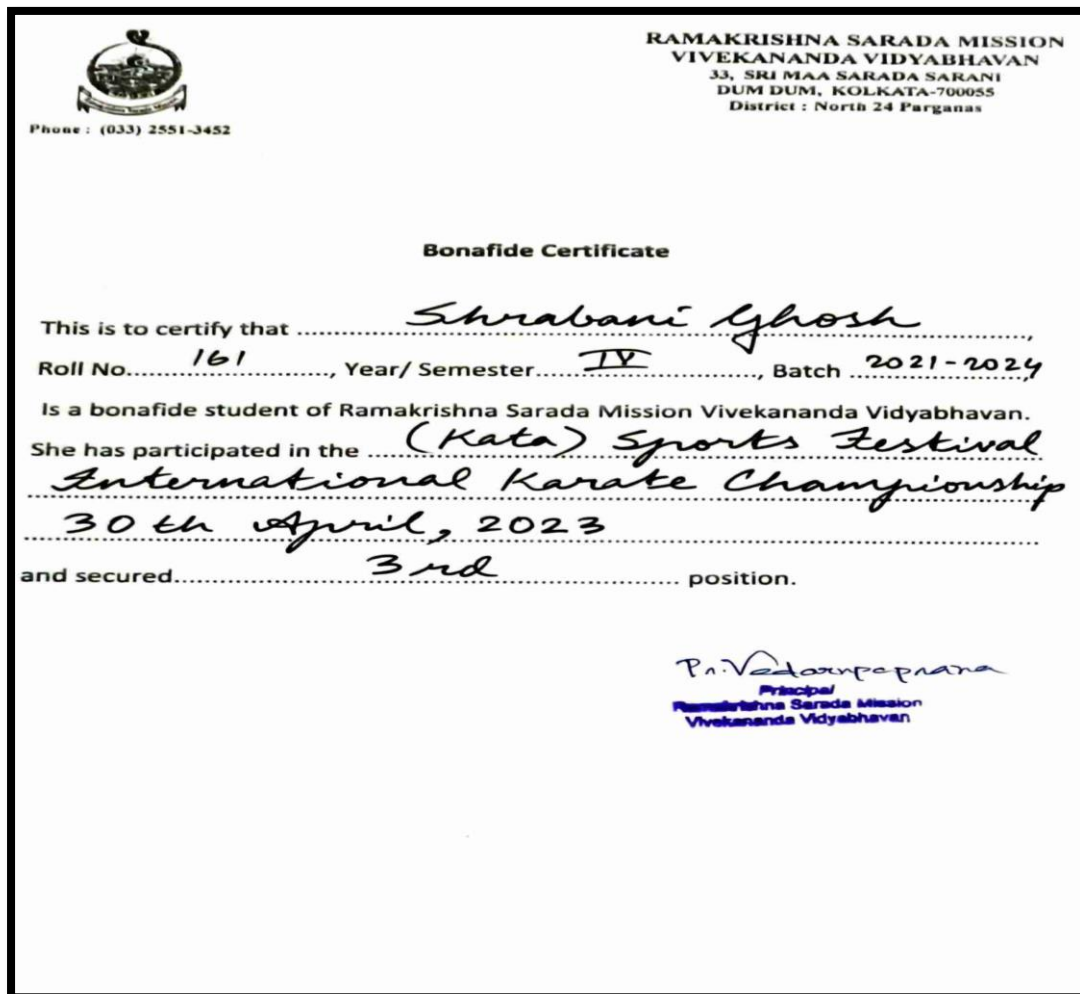 RAMAKRISHNA SARADA MISSION
VIVEKANANDA VIDYABHAVAN
33, SRI MAA SARADA SARANI
DUM DUM, KOLKATA-700055
District : North 24 Parganas
Phone : (033) 2551-3452
Bonafide Certificate
This is to certify that ........ Shrabani Ghosh ........,
Roll No........ 161 ........, Year/ Semester........ IV ........, Batch ........ 2021-2024,
Is a bonafide student of Ramakrishna Sarada Mission Vivekananda Vidyabhavan.
She has participated in the ..... (Kata) Sports Festival
International Karate Championship
30th April, 2023
and secured........ 3rd ........ position.
Principal
Ramakrishna Sarada Mission
Vivekananda Vidyabhavan